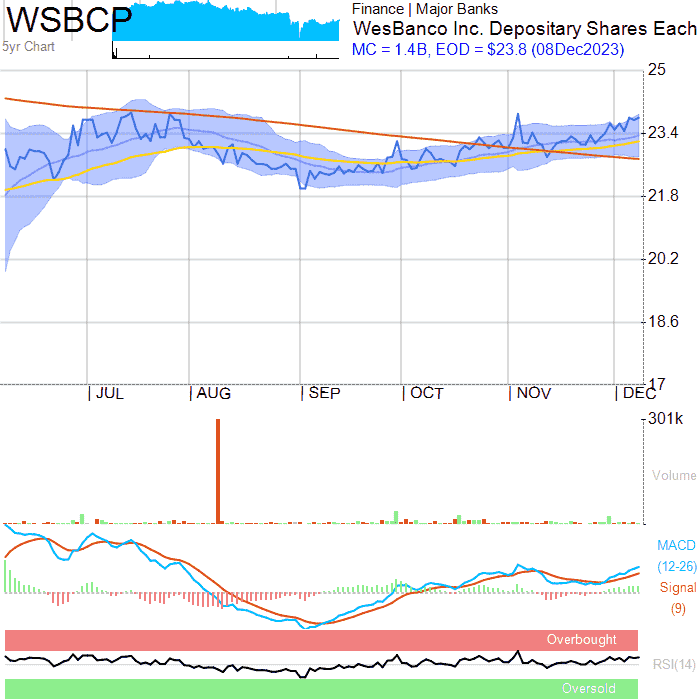 WSBCP
5yr Chart
Finance | Major Banks
WesBanco Inc. Depositary Shares Each
MC = 1.4B, EOD = $23.8 (08Dec2023)
25
23.4
21.8
20.2
18.6
17
JUL AUG SEP OCT NOV DEC
301k
Volume
MACD
(12-26)
Signal
(9)
Overbought
RSI(14)
Oversold